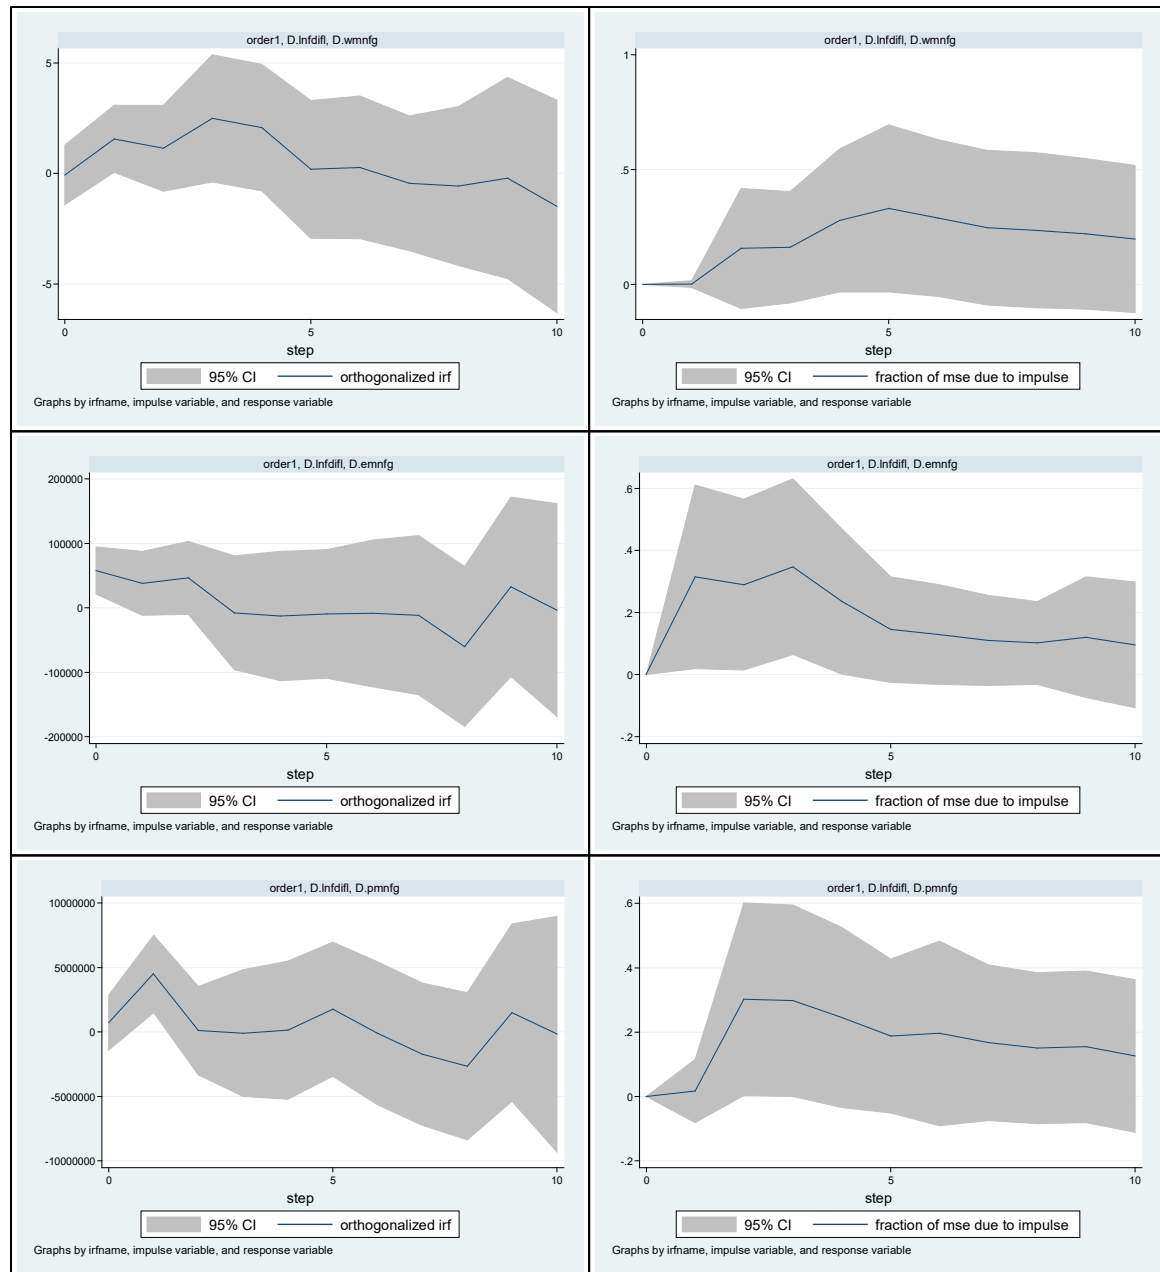 order1, D.lnfdifl, D.wmnfg
5
0
-5
0
5
10
step
95% CI
orthogonalized irf
Graphs by irfname, impulse variable, and response variable
order1, D.lnfdifl, D.wmnfg
1
.5
0
0
5
10
step
95% CI
fraction of mse due to impulse
Graphs by irfname, impulse variable, and response variable
order1, D.lnfdifl, D.emnfg
200000
100000
0
-100000
-200000
0
5
10
step
95% CI
orthogonalized irf
Graphs by irfname, impulse variable, and response variable
order1, D.lnfdifl, D.emnfg
.6
.4
.2
0
-.2
0
5
10
step
95% CI
fraction of mse due to impulse
Graphs by irfname, impulse variable, and response variable
order1, D.lnfdifl, D.pmnfg
10000000
5000000
0
-5000000
-10000000
0
5
10
step
95% CI
orthogonalized irf
Graphs by irfname, impulse variable, and response variable
order1, D.lnfdifl, D.pmnfg
.6
.4
.2
0
-.2
0
5
10
step
95% CI
fraction of mse due to impulse
Graphs by irfname, impulse variable, and response variable